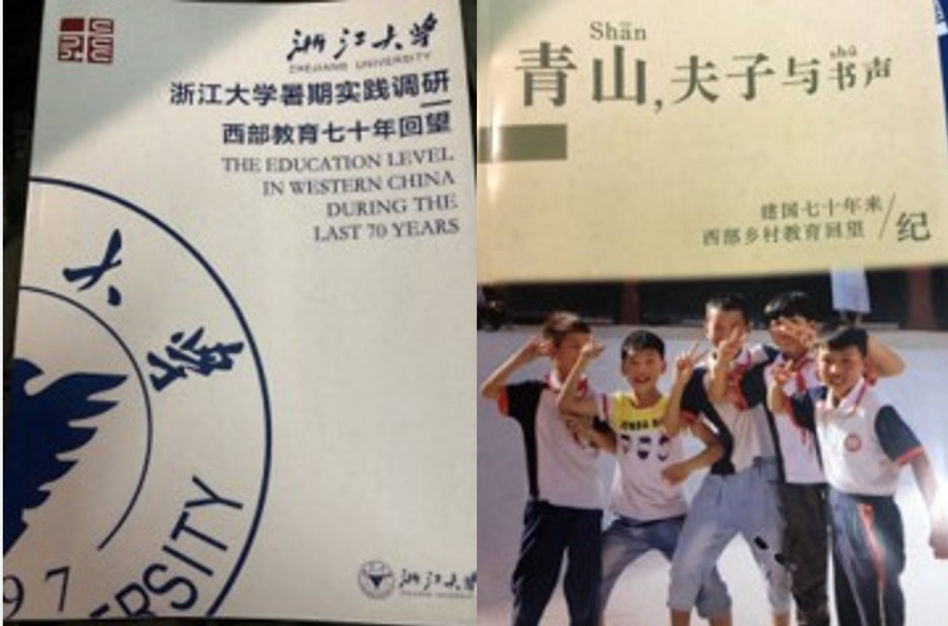 浙江大学
ZHEJIANG UNIVERSITY
浙江大学暑期实践调研
西部教育七十年回望
THE EDUCATION LEVEL
IN WESTERN CHINA
DURING THE
LAST 70 YEARS
大
学
ERSITY
97
浙江大学
Shān
shū
青山,夫子与书声
建国七十年来
西部乡村教育回望
/纪